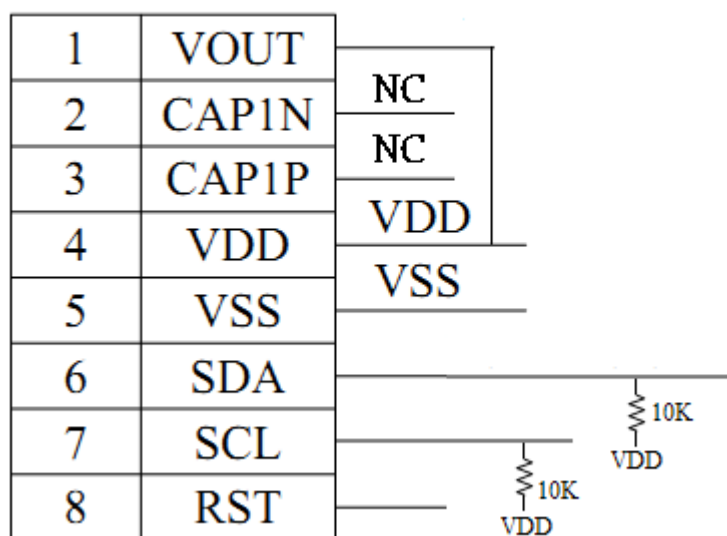 1 VOUT
NC
2 CAP1N
NC
3 CAP1P
VDD
4 VDD
VSS
5 VSS
6 SDA
10K
VDD
7 SCL
10K
VDD
8 RST